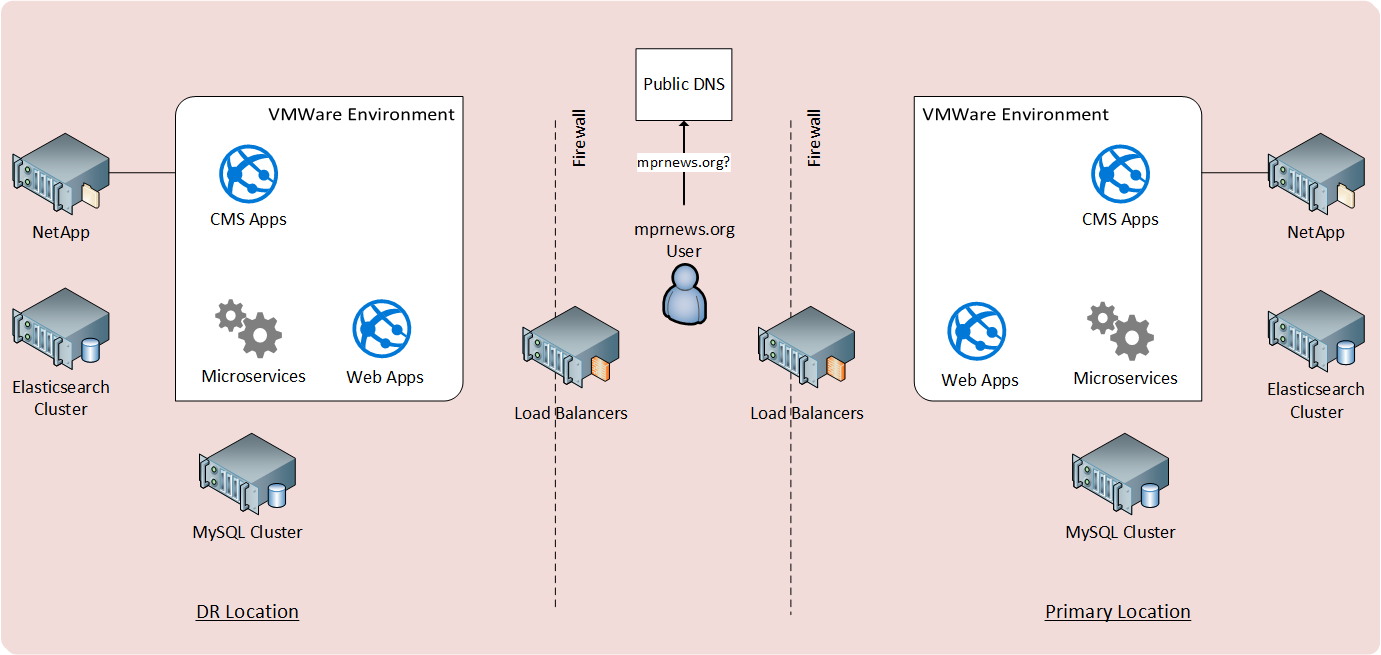 Public DNS
mprnews.org?
mprnews.org
User
VMWare Environment
NetApp
CMS Apps
Elasticsearch
Cluster
Microservices
Web Apps
MySQL Cluster
DR Location
Firewall
Load Balancers
Firewall
Load Balancers
VMWare Environment
CMS Apps
NetApp
Web Apps
Microservices
Elasticsearch
Cluster
MySQL Cluster
Primary Location